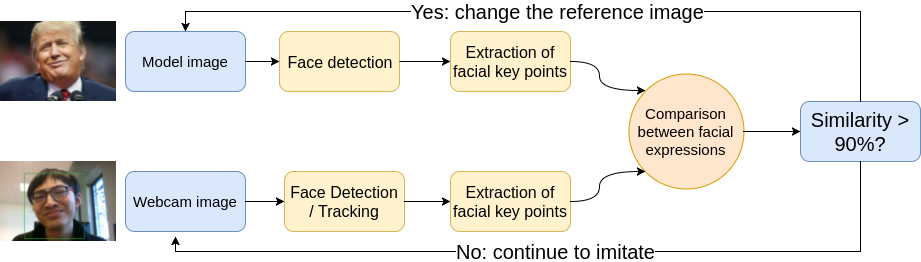 Yes: change the reference image
Model image
Face detection
Extraction of
facial key points
Comparison
between facial
expressions
Similarity >
90%?
Webcam image
Face Detection
/ Tracking
Extraction of
facial key points
No: continue to imitate